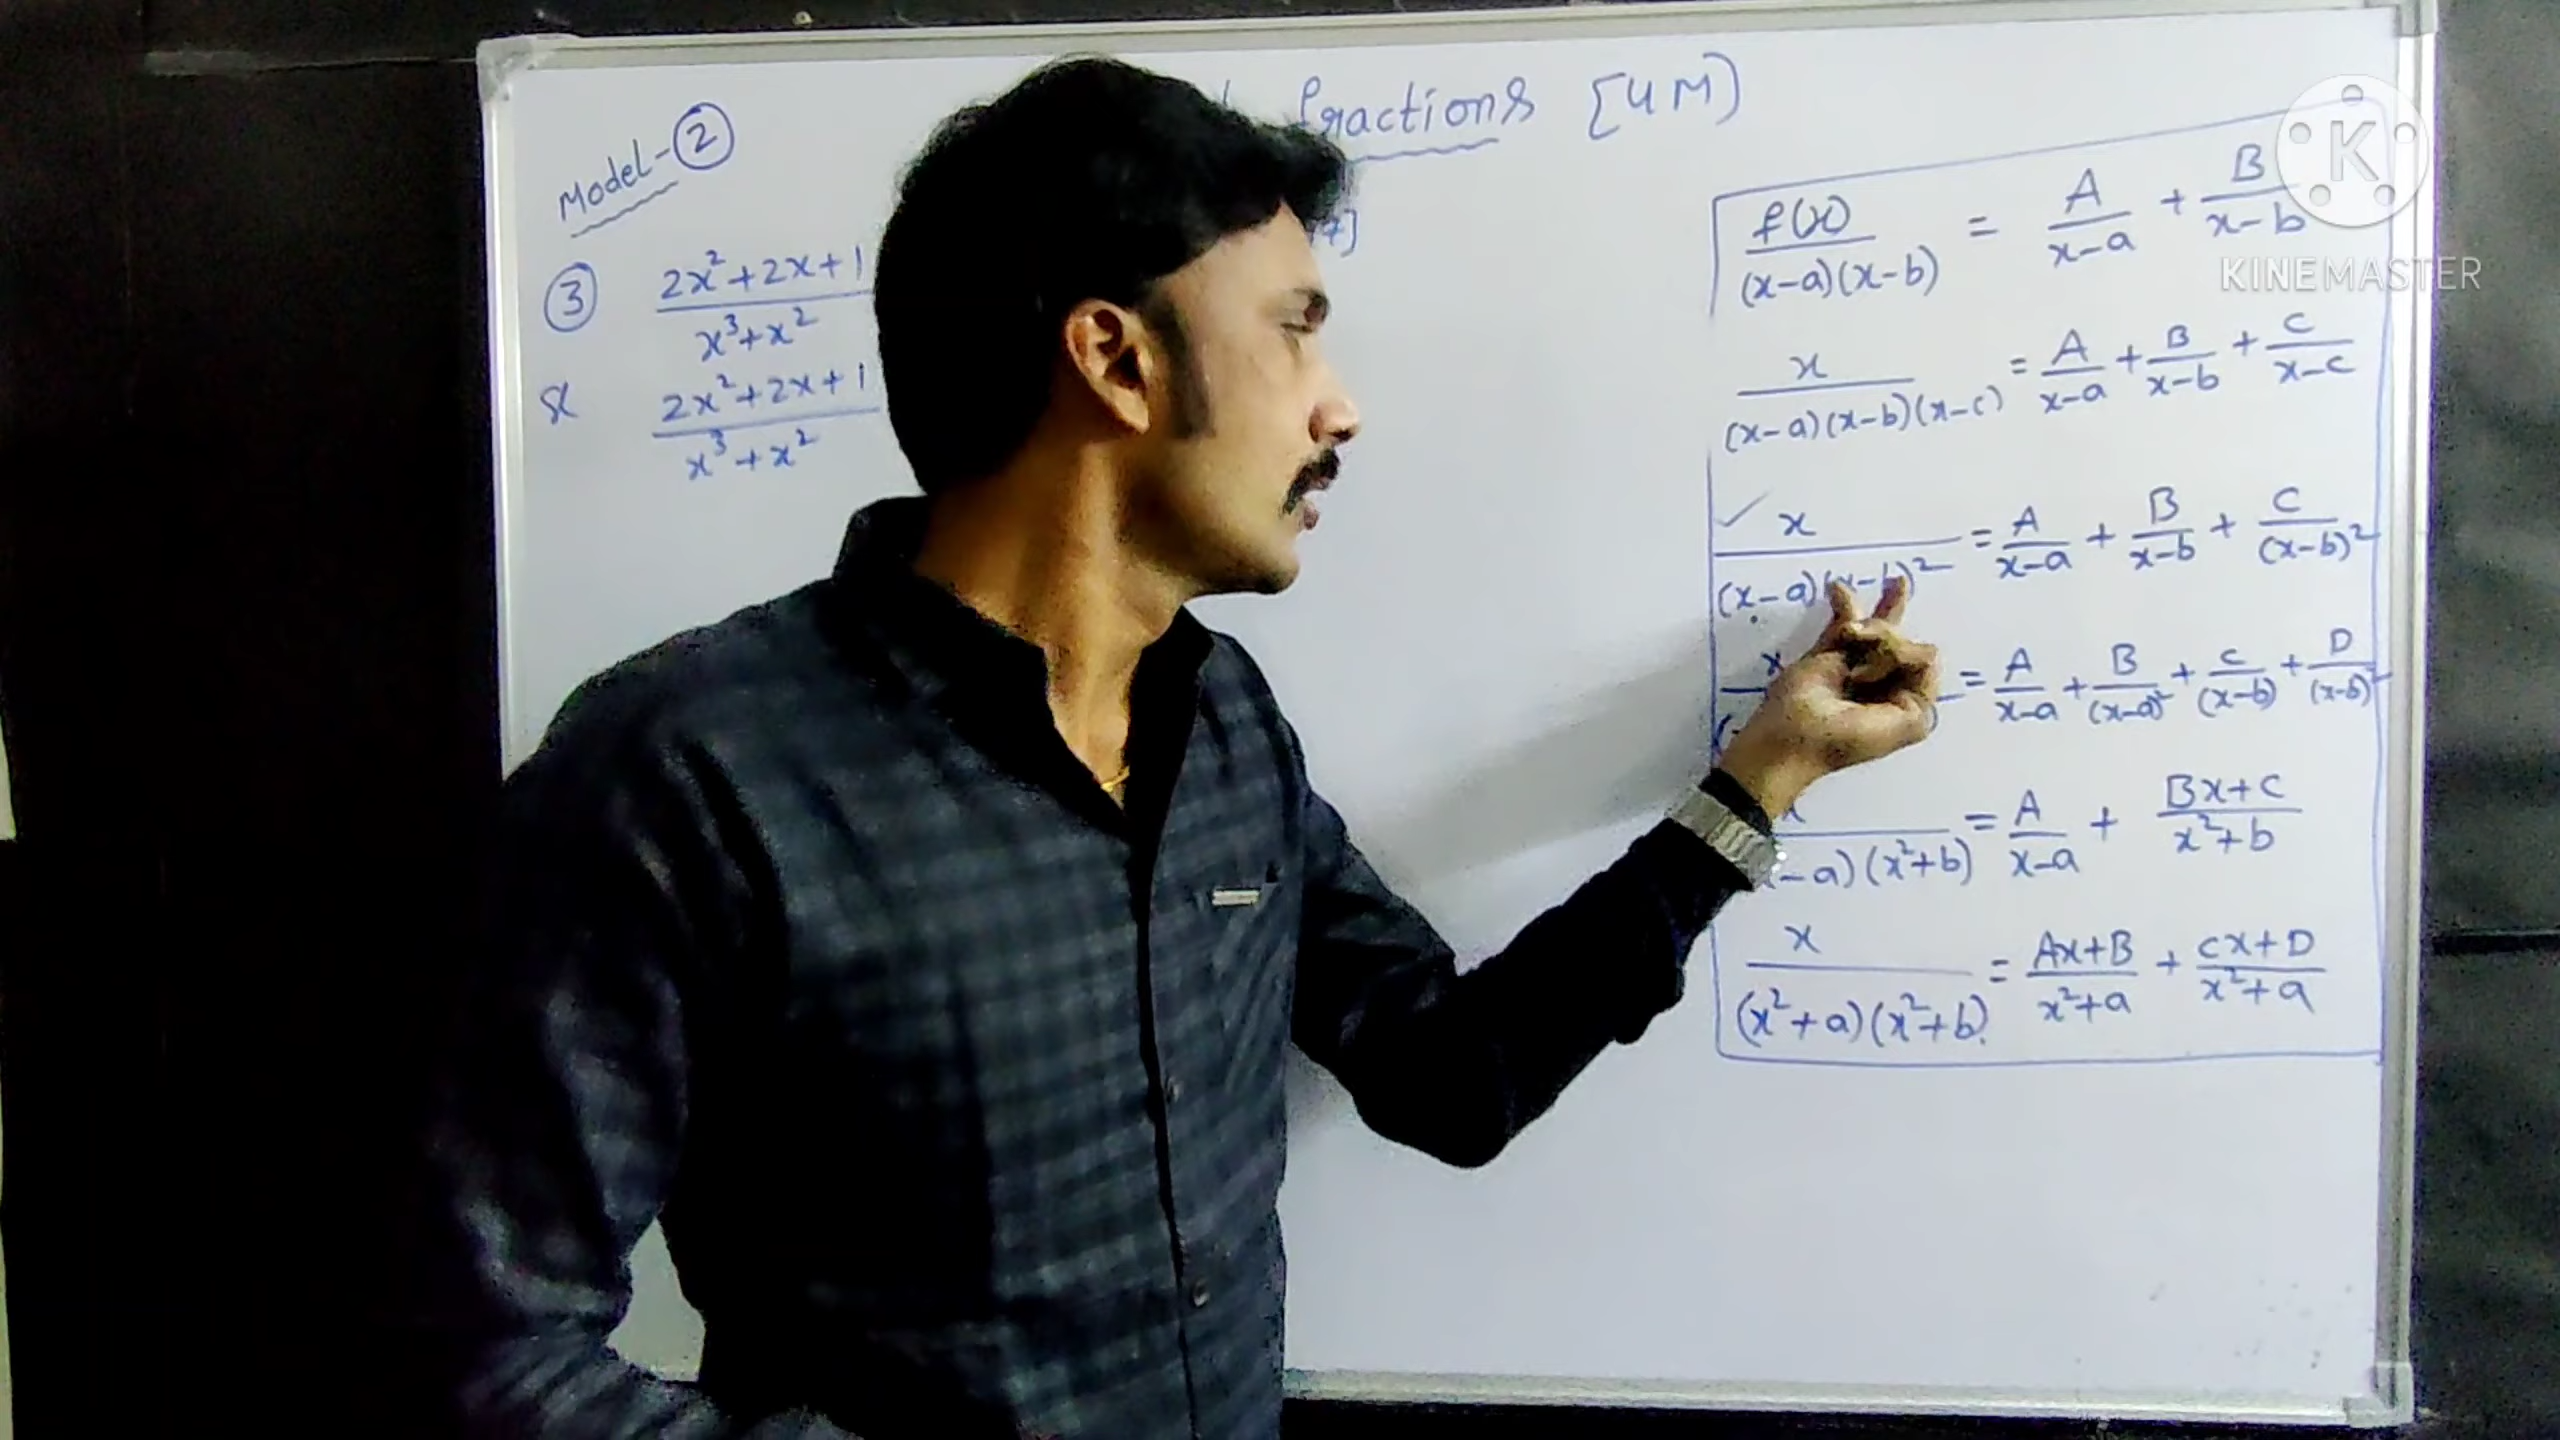 fractions [4M]
Model-②
③ 2x²+2x+1 / x³+x²
2x²+2x+1 / x³+x²
f(x) / (x-a)(x-b) = A / x-a + B / x-b
x / (x-a)(x-b)(x-c) = A / x-a + B / x-b + C / x-c
✓ x / (x-a)(x-b)² = A / x-a + B / x-b + C / (x-b)²
x = A / x-a + B / (x-a)² + C / (x-b) + D / (x-b)²
-a)(x²+b) = A / x-a + Bx+C / x²+b
x / (x²+a)(x²+b) = Ax+B / x²+a + Cx+D / x²+a
K
KINEMASTER